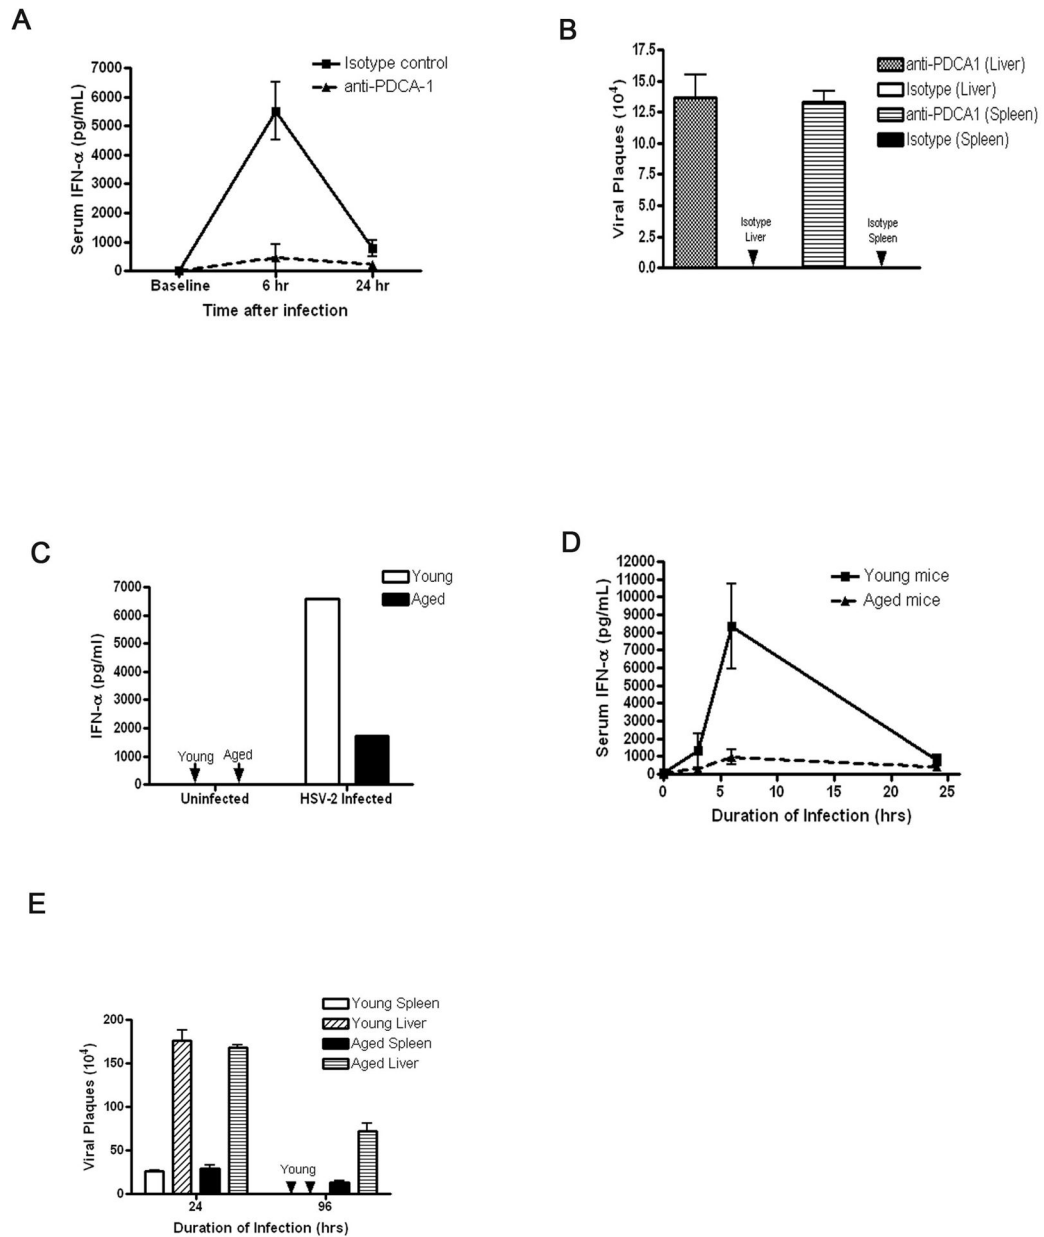 A
Isotype control
anti-PDCA-1
Serum IFN-α (pg/mL)
7000
6000
5000
4000
3000
2000
1000
0
Baseline 6 hr 24 hr
Time after infection
B
anti-PDCA1 (Liver)
Isotype (Liver)
anti-PDCA1 (Spleen)
Isotype (Spleen)
Viral Plaques (10⁴)
17.5
15.0
12.5
10.0
7.5
5.0
2.5
0.0
Isotype
Liver
Isotype
Spleen
C
Young
Aged
IFN-α (pg/ml)
7000
6000
5000
4000
3000
2000
1000
0
Young Aged
Uninfected HSV-2 Infected
D
Young mice
Aged mice
Serum IFN-α (pg/mL)
12000
11000
10000
9000
8000
7000
6000
5000
4000
3000
2000
1000
0
0 5 10 15 20 25
Duration of Infection (hrs)
E
Young Spleen
Young Liver
Aged Spleen
Aged Liver
Viral Plaques (10⁴)
200
150
100
50
0
Young
24 96
Duration of Infection (hrs)